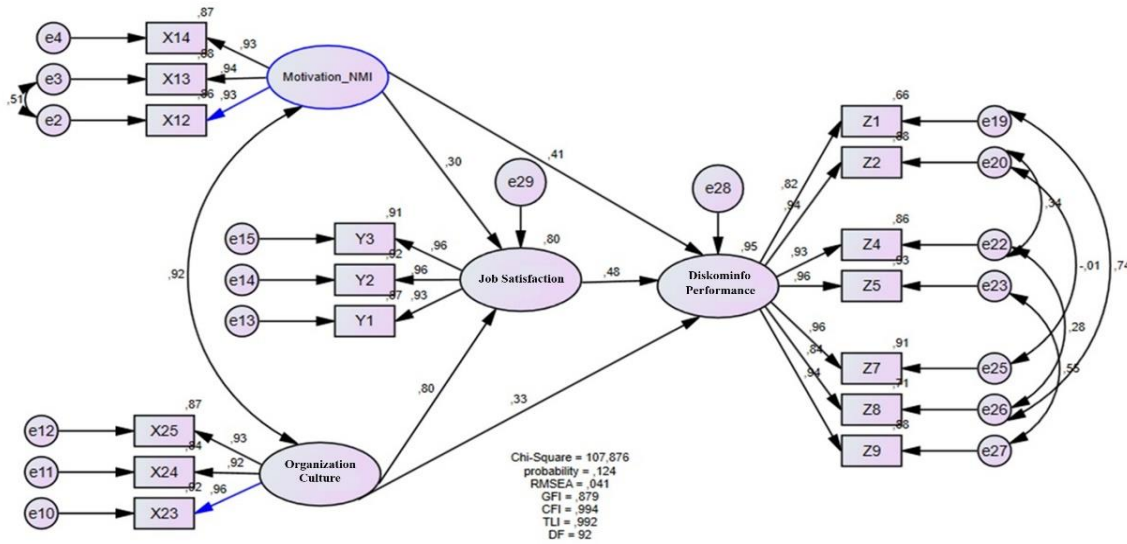 ,87
e4
X14
,93
,88
e3
X13
,94
Motivation_NMI
,51
,86
,93
e2
X12
,66
Z1
e19
,88
,41
Z2
e20
,30
e29
e28
,82
,94
,34
,91
,86
e15
Y3
,96
,80
,95
,93
Z4
e22
,92
,93
-,01
,74
e14
Y2
,96
Job Satisfaction
,48
Diskominfo
Performance
,96
Z5
e23
,92
,87
e13
Y1
,93
,96
,91
,28
,84
Z7
e25
,55
,94
,71
,80
,33
Z8
e26
,87
,88
e12
X25
,93
Z9
e27
,84
e11
X24
,92
Organization
Culture
,92
,96
e10
X23
Chi-Square = 107,876
probability = ,124
RMSEA = ,041
GFI = ,879
CFI = ,994
TLI = ,992
DF = 92